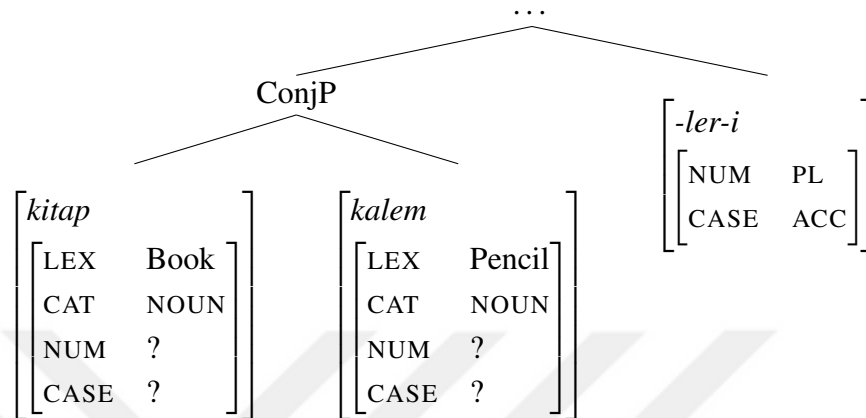 ...
ConjP
-ler-i
NUM PL
CASE ACC
kitap
LEX Book
CAT NOUN
NUM ?
CASE ?
kalem
LEX Pencil
CAT NOUN
NUM ?
CASE ?